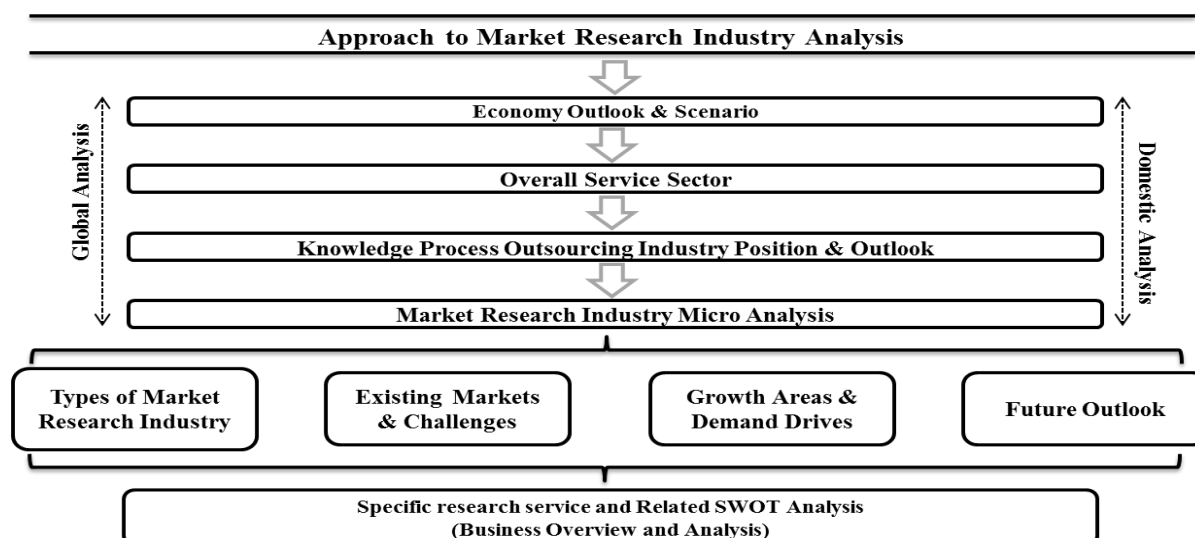 Approach to Market Research Industry Analysis
Economy Outlook & Scenario
Overall Service Sector
Knowledge Process Outsourcing Industry Position & Outlook
Market Research Industry Micro Analysis
Global Analysis
Domestic Analysis
Types of Market
Research Industry
Existing Markets
& Challenges
Growth Areas &
Demand Drives
Future Outlook
Specific research service and Related SWOT Analysis
(Business Overview and Analysis)